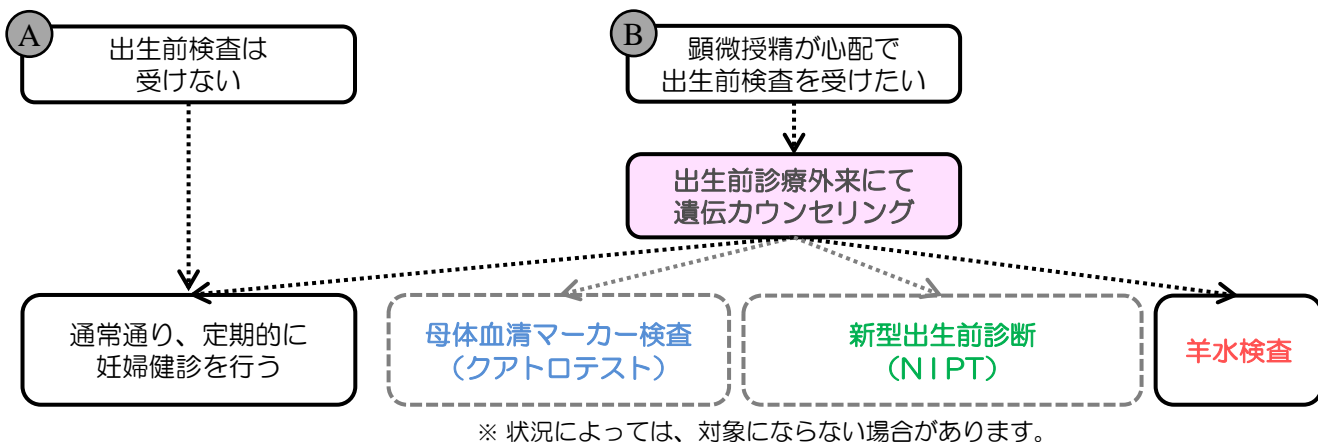 A
出生前検査は
受けない
B
顕微授精が心配で
出生前検査を受けたい
出生前診療外来にて
遺伝カウンセリング
通常通り、定期的に
妊婦健診を行う
母体血清マーカー検査
（クアトロテスト）
新型出生前診断
（NIPT）
羊水検査
※ 状況によっては、対象にならない場合があります。